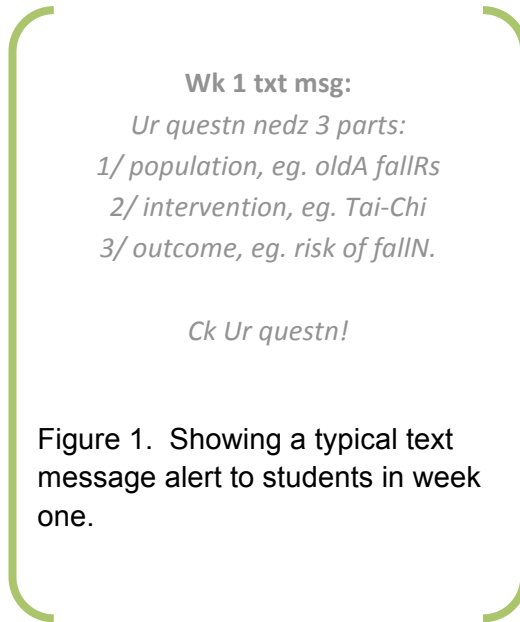 Wk 1 txt msg:
Ur questn nedz 3 parts:
1/ population, eg. oldA fallRs
2/ intervention, eg. Tai-Chi
3/ outcome, eg. risk of fallN.
Ck Ur questn!
Figure 1.  Showing a typical text
message alert to students in week
one.